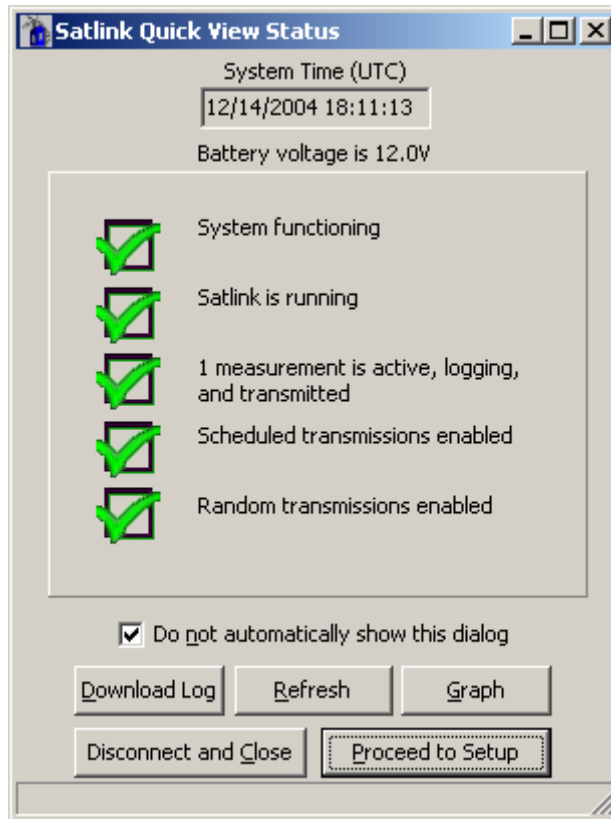 Satlink Quick View Status
System Time (UTC)
12/14/2004 18:11:13
Battery voltage is 12.0V
System functioning
Satlink is running
1 measurement is active, logging,
and transmitted
Scheduled transmissions enabled
Random transmissions enabled
Do not automatically show this dialog
Download Log
Refresh
Graph
Disconnect and Close
Proceed to Setup